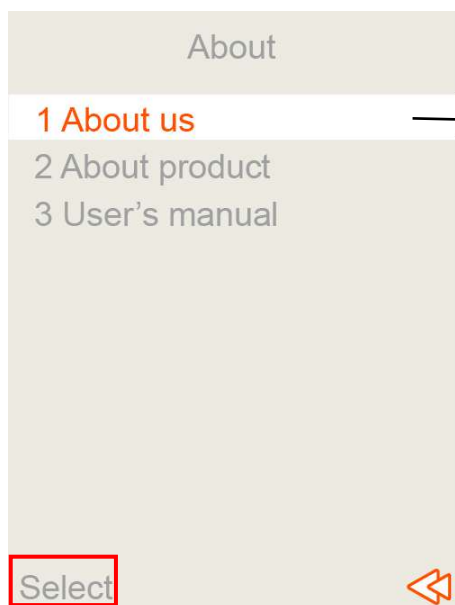 About
1 About us
2 About product
3 User’s manual
Select